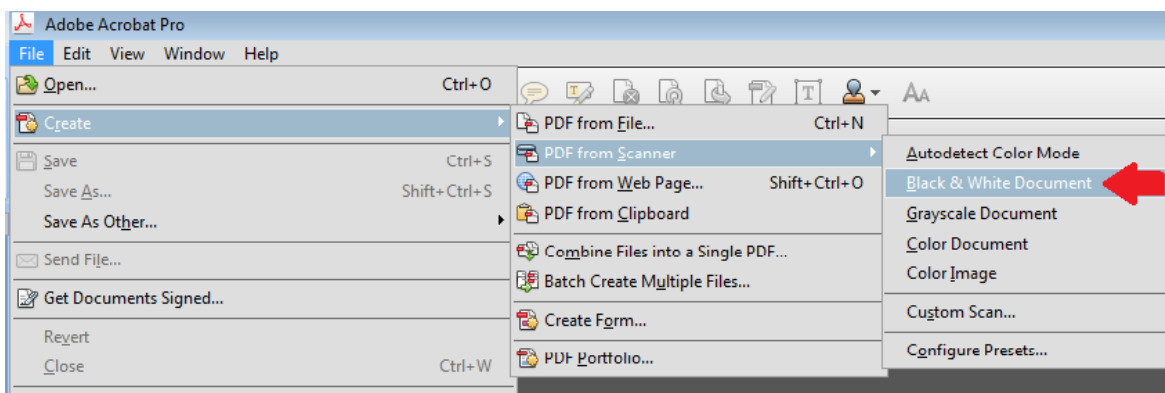 Adobe Acrobat Pro
File Edit View Window Help
Open... Ctrl+O
Create
Save Ctrl+S
Save As... Shift+Ctrl+S
Save As Other...
Send File...
Get Documents Signed...
Revert
Close Ctrl+W
PDF from File... Ctrl+N
PDF from Scanner
PDF from Web Page... Shift+Ctrl+O
PDF from Clipboard
Combine Files into a Single PDF...
Batch Create Multiple Files...
Create Form...
PDF Portfolio...
Autodetect Color Mode
Black & White Document
Grayscale Document
Color Document
Color Image
Custom Scan...
Configure Presets...